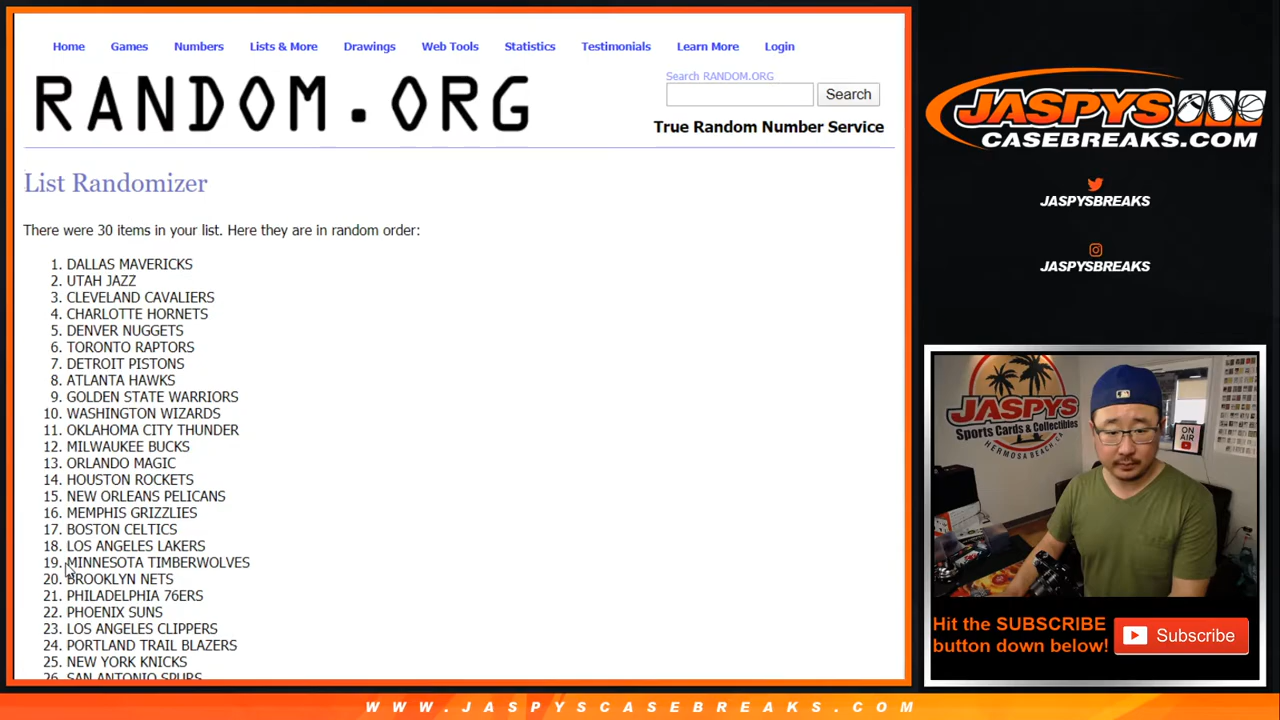 Home Games Numbers Lists & More Drawings Web Tools Statistics Testimonials Learn More Login
RANDOM.ORG
Search RANDOM.ORG
Search
True Random Number Service
List Randomizer
There were 30 items in your list. Here they are in random order:
1. DALLAS MAVERICKS
2. UTAH JAZZ
3. CLEVELAND CAVALIERS
4. CHARLOTTE HORNETS
5. DENVER NUGGETS
6. TORONTO RAPTORS
7. DETROIT PISTONS
8. ATLANTA HAWKS
9. GOLDEN STATE WARRIORS
10. WASHINGTON WIZARDS
11. OKLAHOMA CITY THUNDER
12. MILWAUKEE BUCKS
13. ORLANDO MAGIC
14. HOUSTON ROCKETS
15. NEW ORLEANS PELICANS
16. MEMPHIS GRIZZLIES
17. BOSTON CELTICS
18. LOS ANGELES LAKERS
19. MINNESOTA TIMBERWOLVES
20. BROOKLYN NETS
21. PHILADELPHIA 76ERS
22. PHOENIX SUNS
23. LOS ANGELES CLIPPERS
24. PORTLAND TRAIL BLAZERS
25. NEW YORK KNICKS
26. SAN ANTONIO SPURS
JASPYS
CASEBREAKS.COM
JASPYSBREAKS
JASPYSBREAKS
JASPYS
Sports Cards & Collectibles
HERMOSA BEACH, CA
ON
AIR
Hit the SUBSCRIBE
button down below!
Subscribe
WWW.JASPYSCASEBREAKS.COM